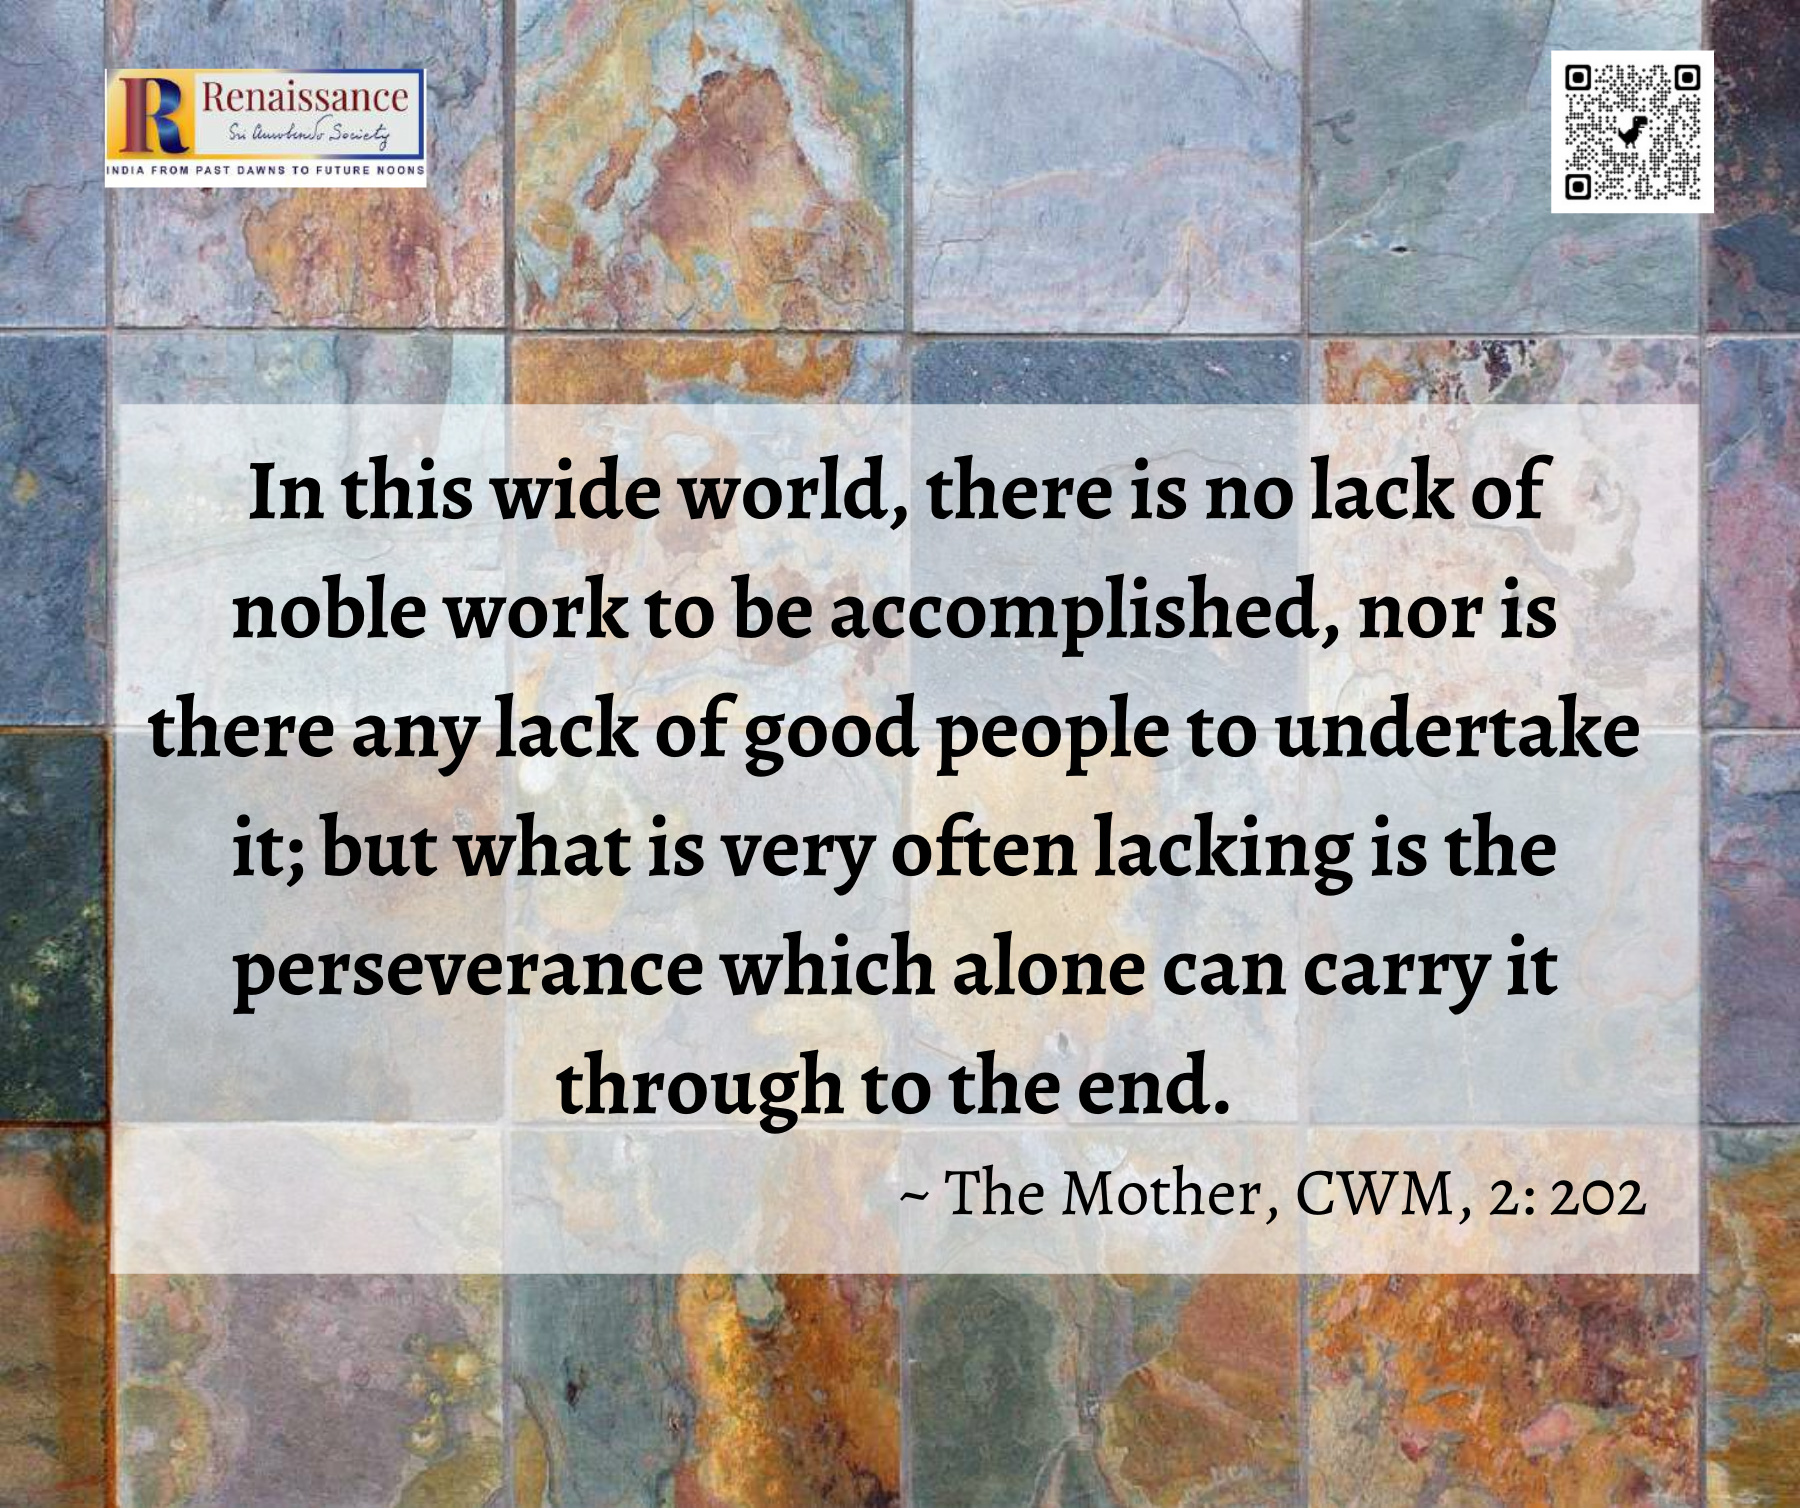 R Renaissance
Sri Aurobindo Society
INDIA FROM PAST DAWNS TO FUTURE NOONS
In this wide world, there is no lack of
noble work to be accomplished, nor is
there any lack of good people to undertake
it; but what is very often lacking is the
perseverance which alone can carry it
through to the end.
~ The Mother, CWM, 2: 202